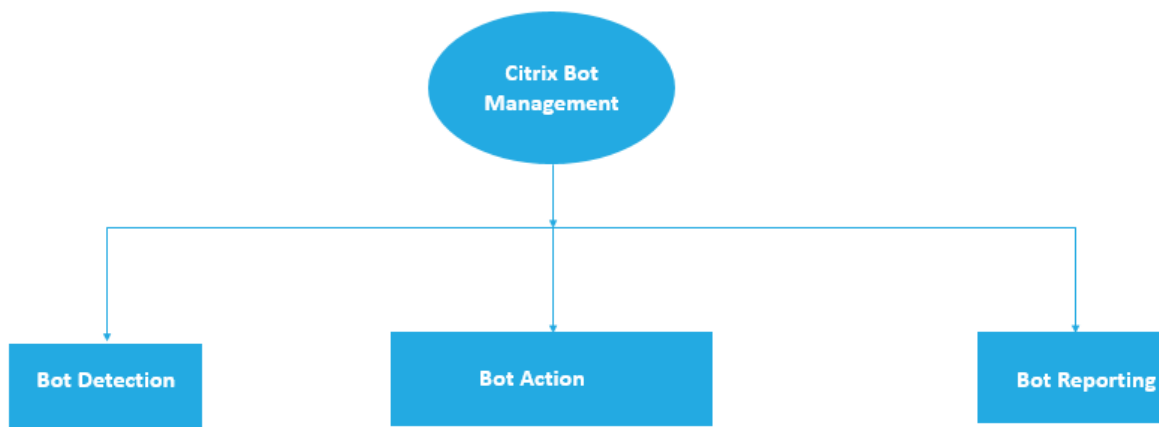 Citrix Bot
Management
Bot Detection
Bot Action
Bot Reporting